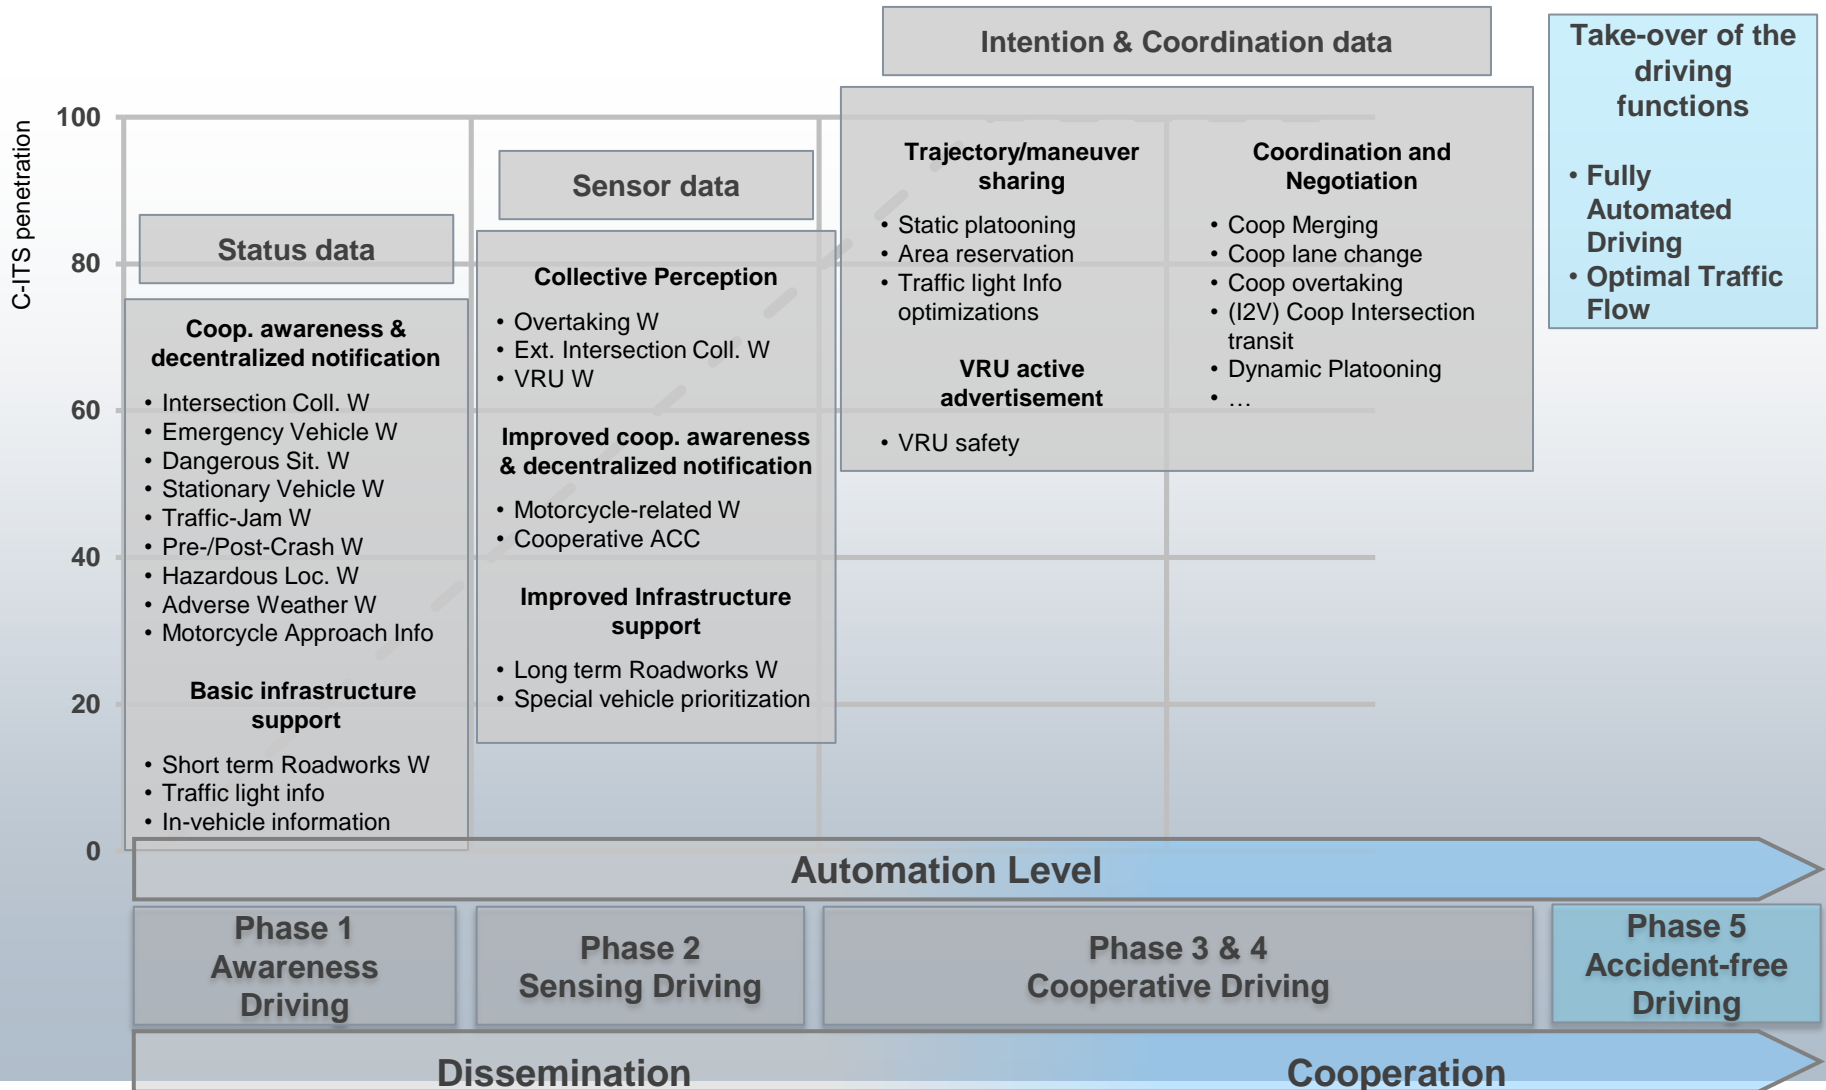 Intention & Coordination data
Take-over of the
driving
functions
• Fully
Automated
Driving
• Optimal Traffic
Flow
C-ITS penetration
100
80
60
40
20
0
Status data
Coop. awareness &
decentralized notification
• Intersection Coll. W
• Emergency Vehicle W
• Dangerous Sit. W
• Stationary Vehicle W
• Traffic-Jam W
• Pre-/Post-Crash W
• Hazardous Loc. W
• Adverse Weather W
• Motorcycle Approach Info
Basic infrastructure
support
• Short term Roadworks W
• Traffic light info
• In-vehicle information
Sensor data
Collective Perception
• Overtaking W
• Ext. Intersection Coll. W
• VRU W
Improved coop. awareness
& decentralized notification
• Motorcycle-related W
• Cooperative ACC
Improved Infrastructure
support
• Long term Roadworks W
• Special vehicle prioritization
Trajectory/maneuver
sharing
• Static platooning
• Area reservation
• Traffic light Info
optimizations
VRU active
advertisement
• VRU safety
Coordination and
Negotiation
• Coop Merging
• Coop lane change
• Coop overtaking
• (I2V) Coop Intersection
transit
• Dynamic Platooning
• …
Automation Level
Phase 1
Awareness
Driving
Phase 2
Sensing Driving
Phase 3 & 4
Cooperative Driving
Phase 5
Accident-free
Driving
Dissemination
Cooperation